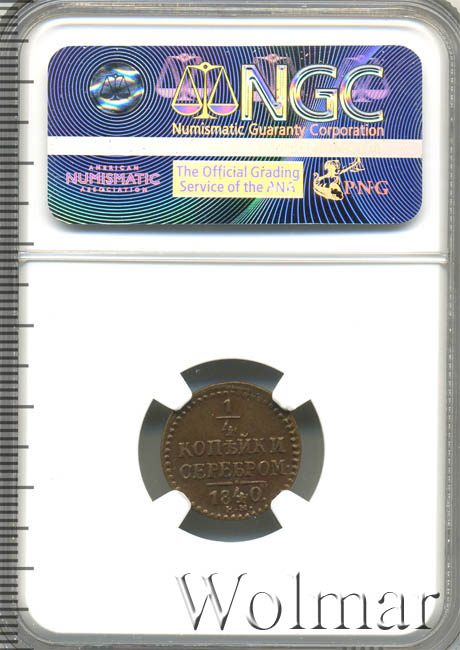 NGC
Numismatic Guaranty Corporation
AMERICAN
NUMISMATIC
ASSOCIATION
The Official Grading
Service of the PNG
PNG
1
4
КОПѢЙКИ
СЕРЕБРОМ.
1840.
Е.М.
Wolmar